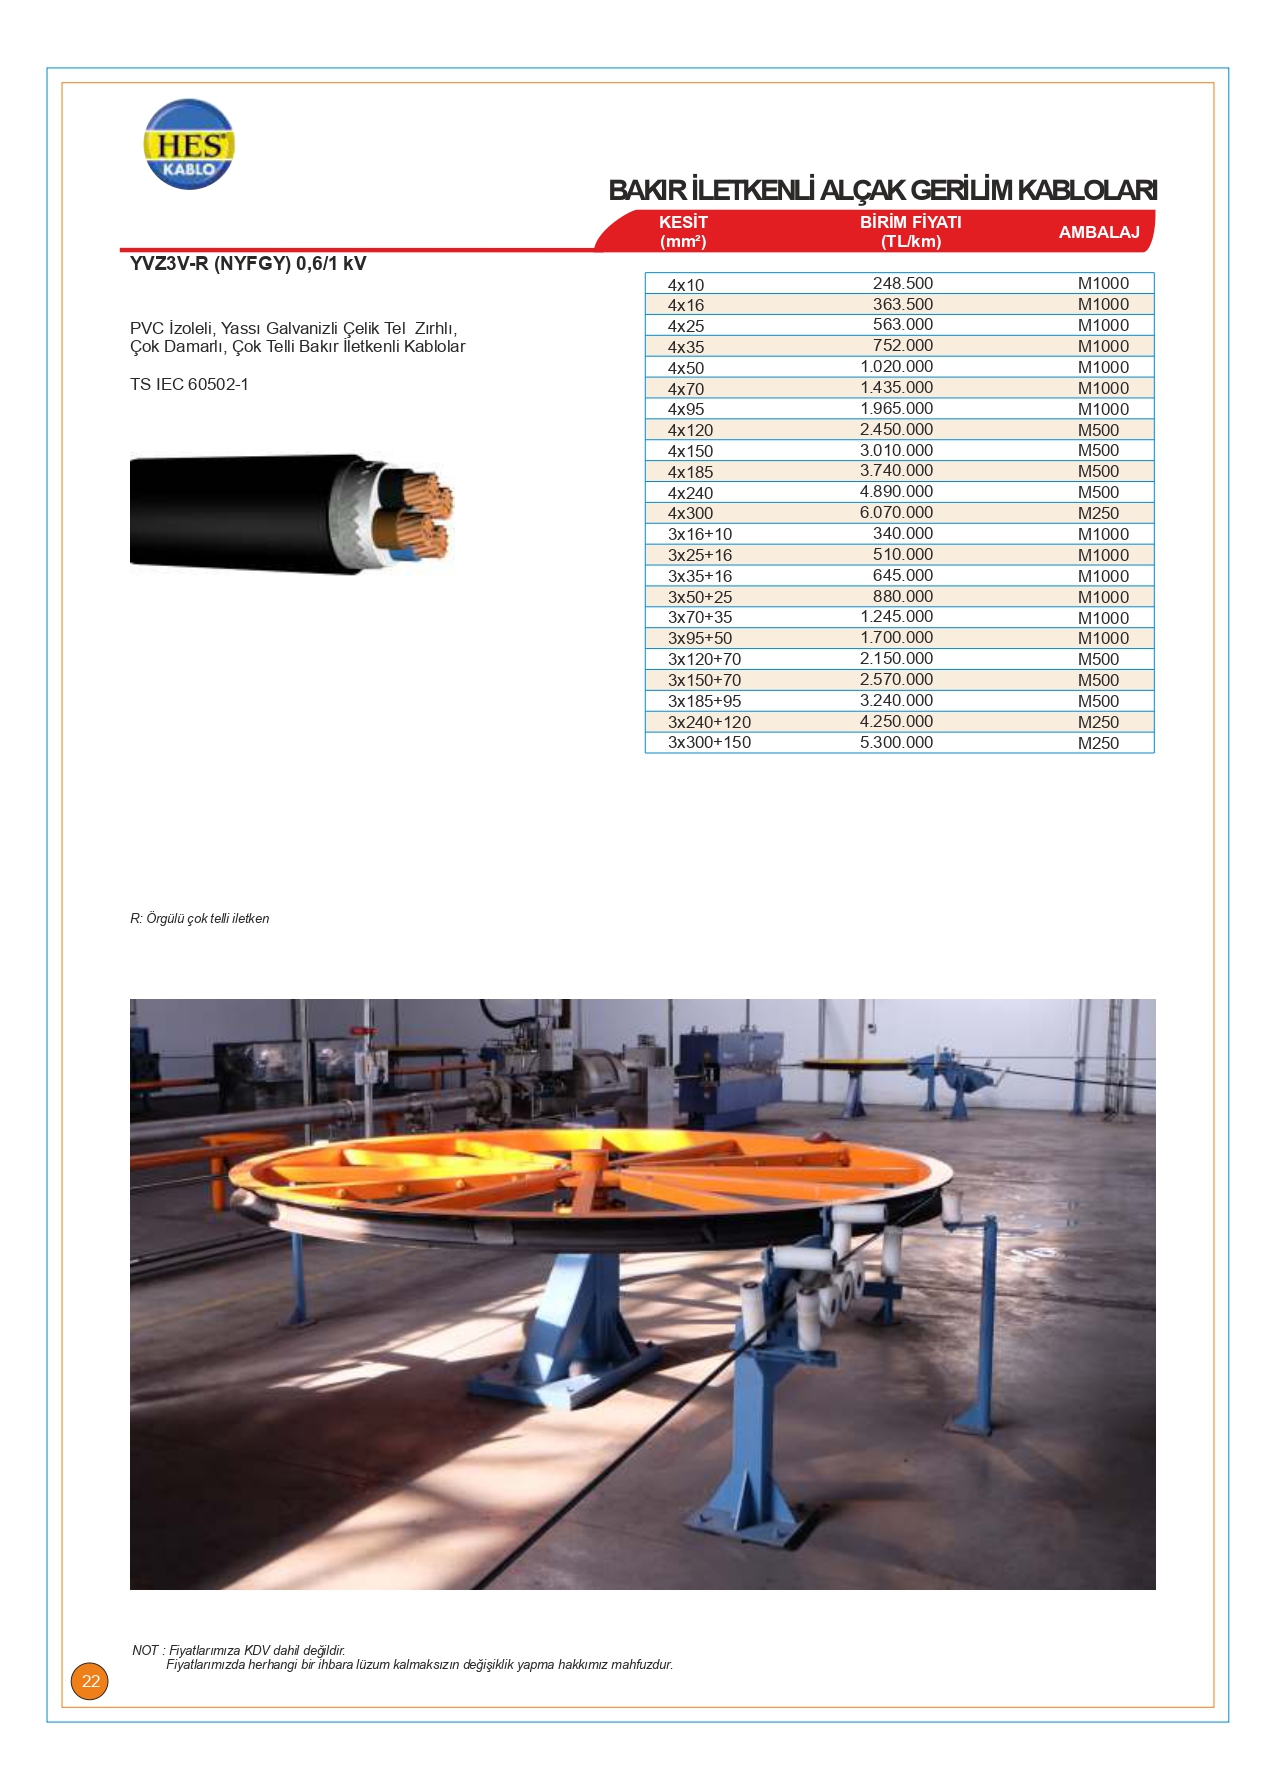 HES®
KABLO
BAKIR İLETKENLİ ALÇAK GERİLİM KABLOLARI
KESİT BİRİM FİYATI AMBALAJ
(mm²) (TL/km)
YVZ3V-R (NYFGY) 0,6/1 kV
PVC İzoleli, Yassı Galvanizli Çelik Tel Zırhlı,
Çok Damarlı, Çok Telli Bakır İletkenli Kablolar
TS IEC 60502-1
4x10 248.500 M1000
4x16 363.500 M1000
4x25 563.000 M1000
4x35 752.000 M1000
4x50 1.020.000 M1000
4x70 1.435.000 M1000
4x95 1.965.000 M1000
4x120 2.450.000 M500
4x150 3.010.000 M500
4x185 3.740.000 M500
4x240 4.890.000 M500
4x300 6.070.000 M250
3x16+10 340.000 M1000
3x25+16 510.000 M1000
3x35+16 645.000 M1000
3x50+25 880.000 M1000
3x70+35 1.245.000 M1000
3x95+50 1.700.000 M1000
3x120+70 2.150.000 M500
3x150+70 2.570.000 M500
3x185+95 3.240.000 M500
3x240+120 4.250.000 M250
3x300+150 5.300.000 M250
R: Örgülü çok telli iletken
NOT : Fiyatlarımıza KDV dahil değildir.
Fiyatlarımızda herhangi bir ihbara lüzum kalmaksızın değişiklik yapma hakkımız mahfuzdur.
22